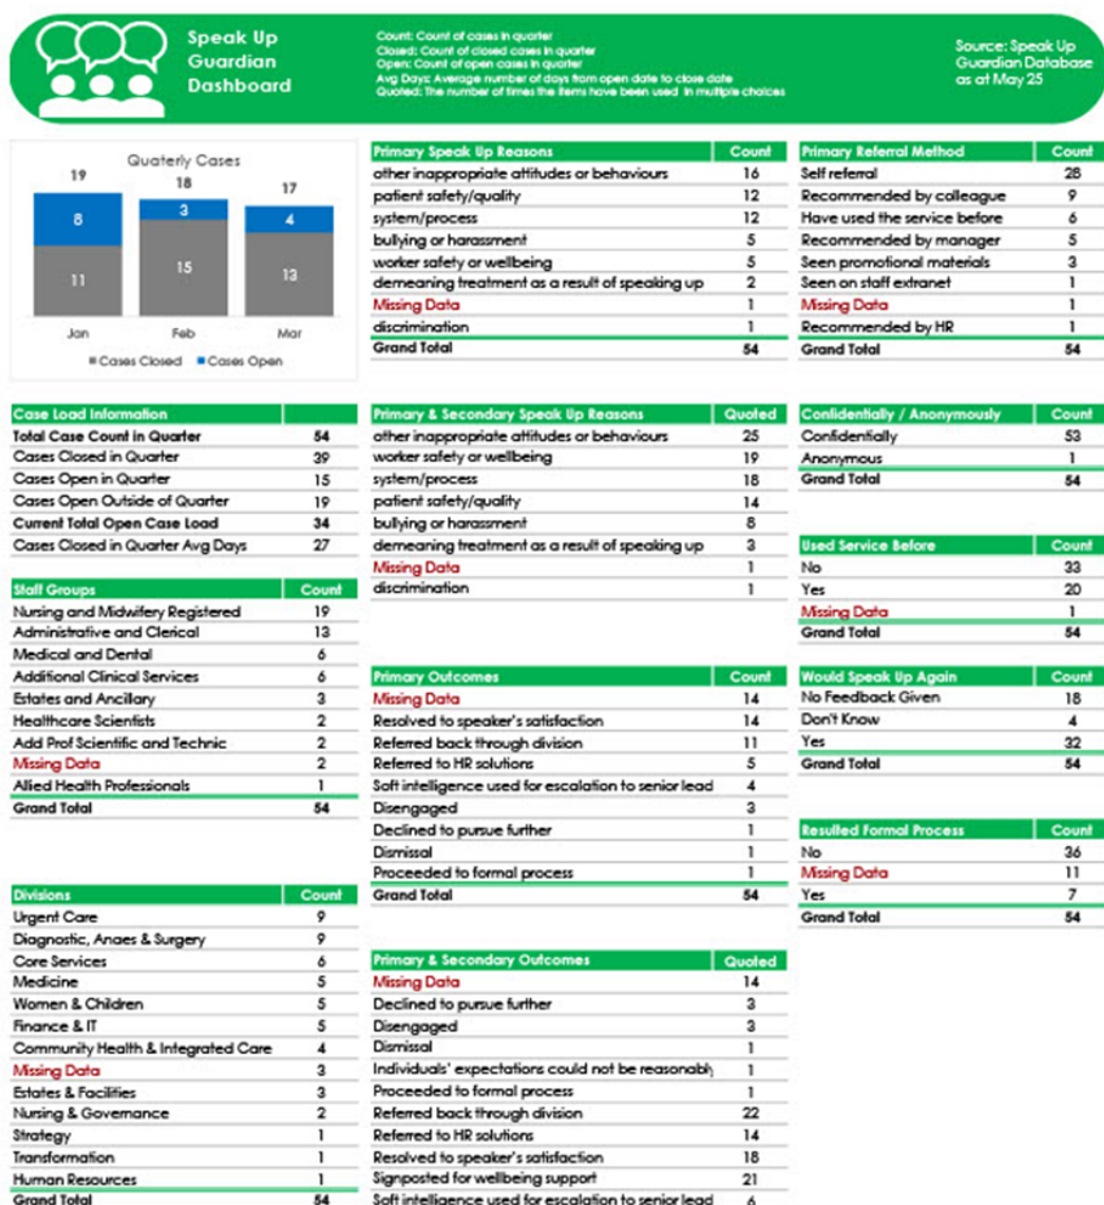 Speak Up
Guardian
Dashboard
Count: Count of cases in quarter
Closed: Count of closed cases in quarter
Open: Count of open cases in quarter
Avg Days: Average number of days from open date to close date
Quoted: The number of times the items have been used in multiple choices
Source: Speak Up
Guardian Database
as at May 25
Quaterly Cases
19 18 17
8 3 4
11 15 13
Jan Feb Mar
Cases Closed Cases Open
Primary Speak Up Reasons Count
other inappropriate attitudes or behaviours 16
patient safety/quality 12
system/process 12
bullying or harassment 5
worker safety or wellbeing 5
demeaning treatment as a result of speaking up 2
Missing Data 1
discrimination 1
Grand Total 54
Primary Referral Method Count
Self referral 28
Recommended by colleague 9
Have used the service before 6
Recommended by manager 5
Seen promotional materials 3
Seen on staff extranet 1
Missing Data 1
Recommended by HR 1
Grand Total 54
Case Load Information
Total Case Count in Quarter 54
Cases Closed in Quarter 39
Cases Open in Quarter 15
Cases Open Outside of Quarter 19
Current Total Open Case Load 34
Cases Closed in Quarter Avg Days 27
Primary & Secondary Speak Up Reasons Quoted
other inappropriate attitudes or behaviours 25
worker safety or wellbeing 19
system/process 18
patient safety/quality 14
bullying or harassment 8
demeaning treatment as a result of speaking up 3
Missing Data 1
discrimination 1
Confidentially / Anonymously Count
Confidentially 53
Anonymous 1
Grand Total 54
Used Service Before Count
No 33
Yes 20
Missing Data 1
Grand Total 54
Staff Groups Count
Nursing and Midwifery Registered 19
Administrative and Clerical 13
Medical and Dental 6
Additional Clinical Services 6
Estates and Ancillary 3
Healthcare Scientists 2
Add Prof Scientific and Technic 2
Missing Data 2
Allied Health Professionals 1
Grand Total 54
Primary Outcomes Count
Missing Data 14
Resolved to speaker's satisfaction 14
Referred back through division 11
Referred to HR solutions 5
Soft intelligence used for escalation to senior lead 4
Disengaged 3
Declined to pursue further 1
Dismissal 1
Proceeded to formal process 1
Grand Total 54
Would Speak Up Again Count
No Feedback Given 18
Don't Know 4
Yes 32
Grand Total 54
Resulted Formal Process Count
No 36
Missing Data 11
Yes 7
Grand Total 54
Divisions Count
Urgent Care 9
Diagnostic, Anaes & Surgery 9
Core Services 6
Medicine 5
Women & Children 5
Finance & IT 5
Community Health & Integrated Care 4
Missing Data 3
Estates & Facilities 3
Nursing & Governance 2
Strategy 1
Transformation 1
Human Resources 1
Grand Total 54
Primary & Secondary Outcomes Quoted
Missing Data 14
Declined to pursue further 3
Disengaged 3
Dismissal 1
Individuals' expectations could not be reasonably 1
Proceeded to formal process 1
Referred back through division 22
Referred to HR solutions 14
Resolved to speaker's satisfaction 18
Signposted for wellbeing support 21
Soft intelligence used for escalation to senior lead 6